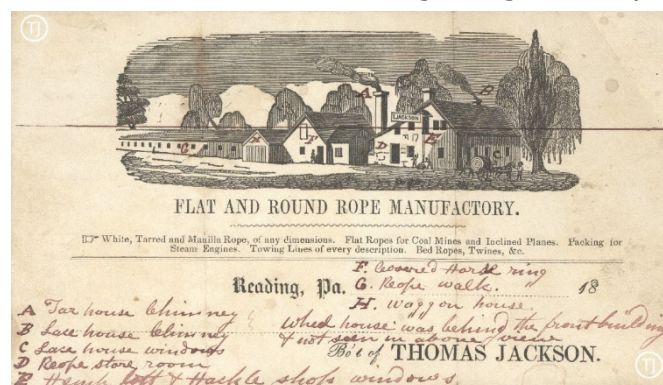 TJ
A
B
T. JACKSON
G
H
F
D
E
C
FLAT AND ROUND ROPE MANUFACTORY.
White, Tarred and Manilla Rope, of any dimensions. Flat Ropes for Coal Mines and Inclined Planes. Packing for
Steam Engines. Towing Lines of every description. Bed Ropes, Twines, &c.
F. Covered Horse ring
Reading, Pa. G. Rope walk. " 18
H. waggon house.
A Tar house Chimney
wheel house was behind the front building
B Lace house Chimney
& not seen in above view
C Lace house windows
Bo't of THOMAS JACKSON.
D Rope store room
E Hemp loft & Hackle shops windows
TJ